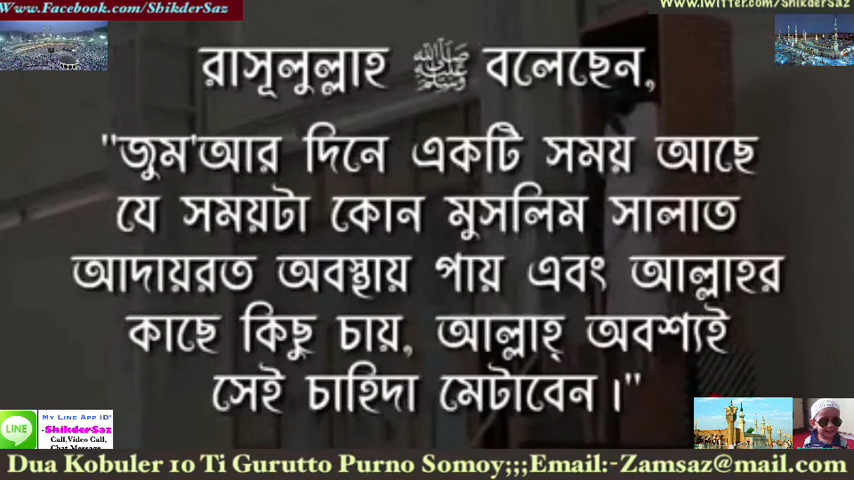 Www.Facebook.com/ShikderSaz
Www.Twitter.com/ShikderSaz
রাসূলুল্লাহ ﷺ বলেছেন,
"জুম'আর দিনে একটি সময় আছে
যে সময়টা কোন মুসলিম সালাত
আদায়রত অবস্থায় পায় এবং আল্লাহর
কাছে কিছু চায়, আল্লাহ্ অবশ্যই
সেই চাহিদা মেটাবেন।"
LINE
My Line App ID'
-ShikderSaz
Call,Video Call,
Chat,Message
Dua Kobuler 10 Ti Gurutto Purno Somoy;;;Email:-Zamsaz@mail.com